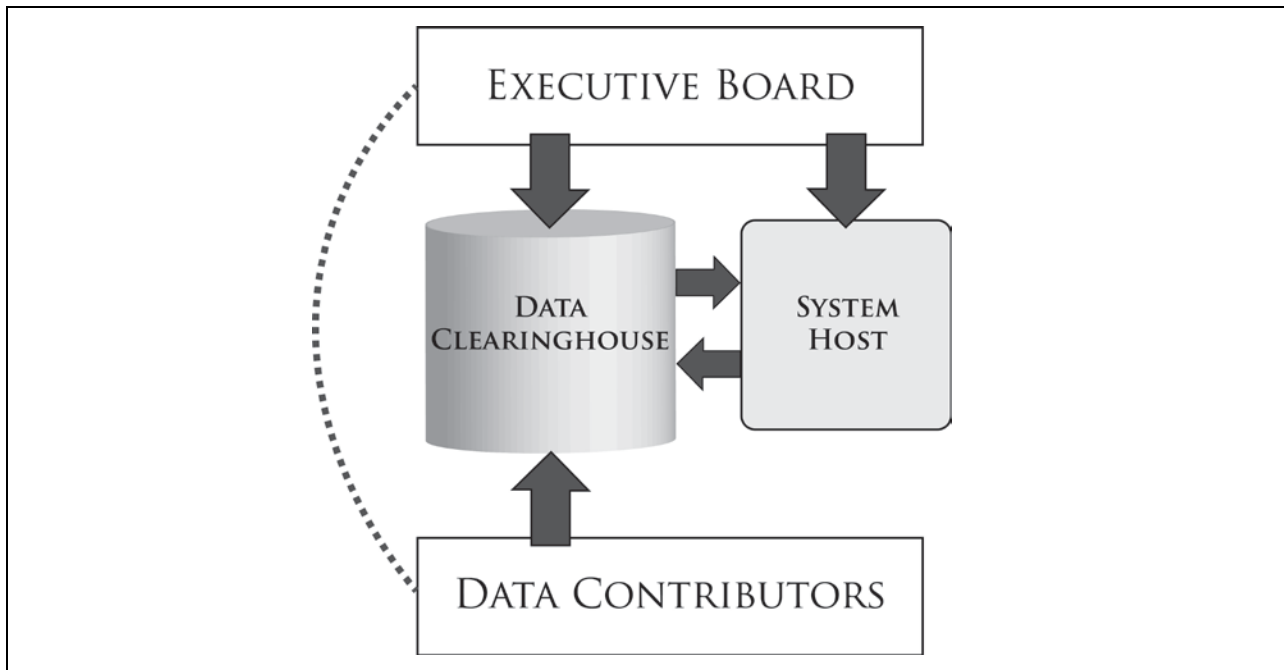 EXECUTIVE BOARD
DATA
CLEARINGHOUSE
SYSTEM
HOST
DATA CONTRIBUTORS